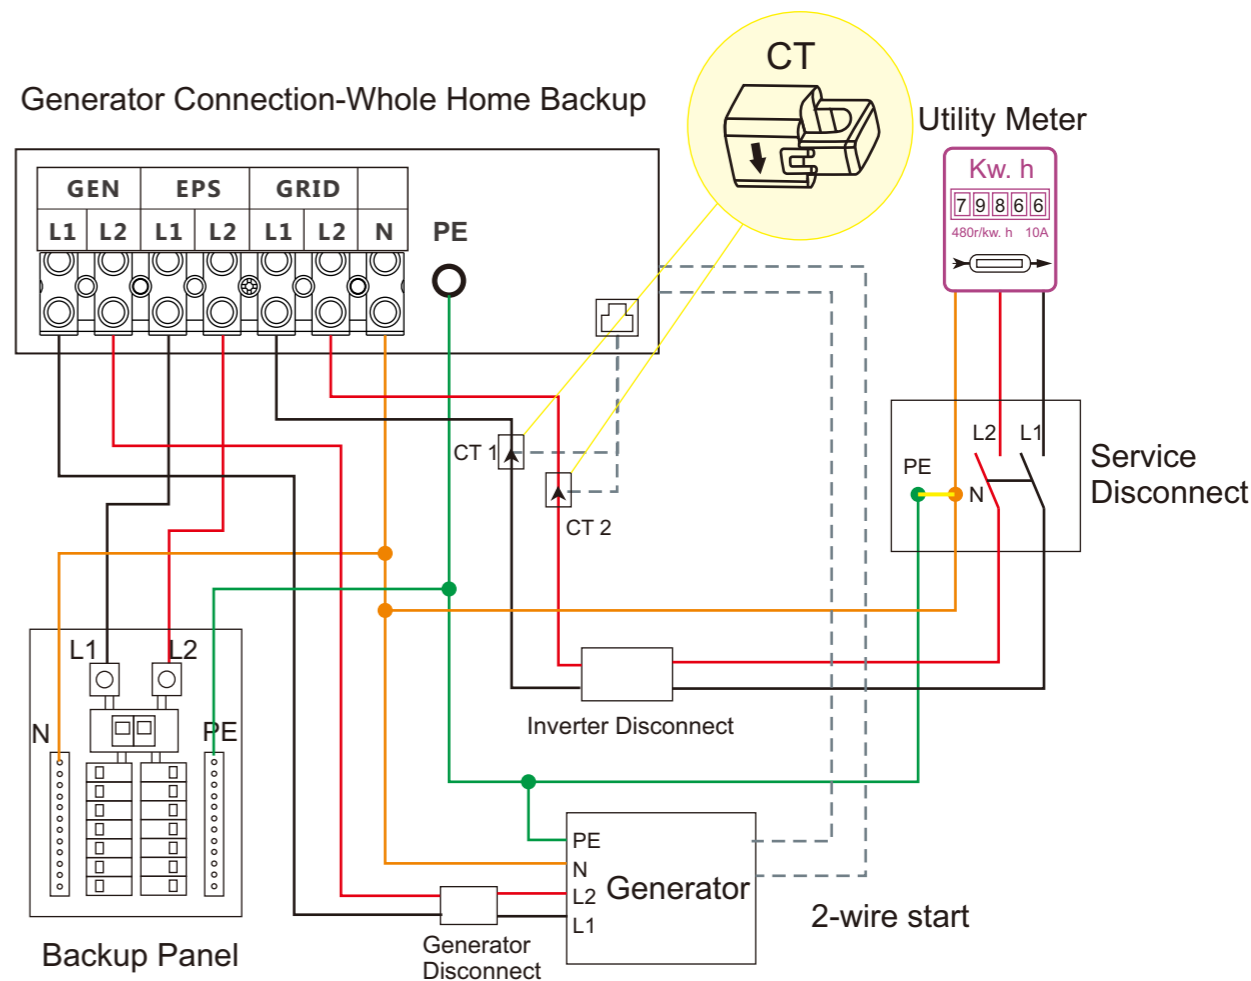 CT
Generator Connection-Whole Home Backup
Utility Meter
Kw. h
79866
480r/kw. h 10A
GEN EPS GRID
L1 L2 L1 L2 L1 L2 N PE
CT 1
CT 2
L2 L1
PE
N
Service
Disconnect
L1 L2
N PE
Inverter Disconnect
PE
N
L2
L1
Generator
2-wire start
Generator
Disconnect
Backup Panel